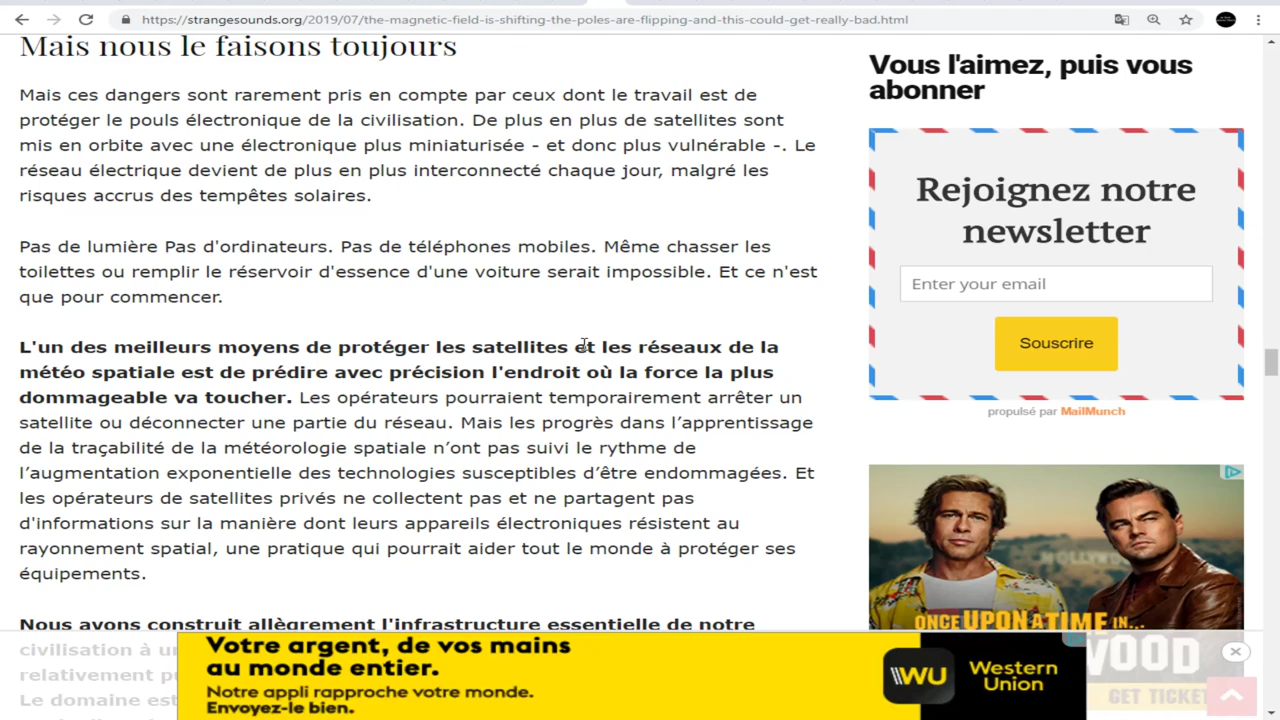 https://strangesounds.org/2019/07/the-magnetic-field-is-shifting-the-poles-are-flipping-and-this-could-get-really-bad.html
Mais nous le faisons toujours
Mais ces dangers sont rarement pris en compte par ceux dont le travail est de
protéger le pouls électronique de la civilisation. De plus en plus de satellites sont
mis en orbite avec une électronique plus miniaturisée - et donc plus vulnérable -. Le
réseau électrique devient de plus en plus interconnecté chaque jour, malgré les
risques accrus des tempêtes solaires.
Pas de lumière Pas d'ordinateurs. Pas de téléphones mobiles. Même chasser les
toilettes ou remplir le réservoir d'essence d'une voiture serait impossible. Et ce n'est
que pour commencer.
L'un des meilleurs moyens de protéger les satellites et les réseaux de la
météo spatiale est de prédire avec précision l'endroit où la force la plus
dommageable va toucher. Les opérateurs pourraient temporairement arrêter un
satellite ou déconnecter une partie du réseau. Mais les progrès dans l’apprentissage
de la traçabilité de la météorologie spatiale n’ont pas suivi le rythme de
l’augmentation exponentielle des technologies susceptibles d’être endommagées. Et
les opérateurs de satellites privés ne collectent pas et ne partagent pas
d'informations sur la manière dont leurs appareils électroniques résistent au
rayonnement spatial, une pratique qui pourrait aider tout le monde à protéger ses
équipements.
Nous avons construit allègrement l'infrastructure essentielle de notre
civilisation à
relativement
Le domaine
Vous l'aimez, puis vous
abonner
Rejoignez notre
newsletter
Enter your email
Souscrire
propulsé par MailMunch
ONCE UPON A TIME IN...
WOOD
GET TICKET
Votre argent, de vos mains
au monde entier.
Notre appli rapproche votre monde.
Envoyez-le bien.
WU
Western
Union